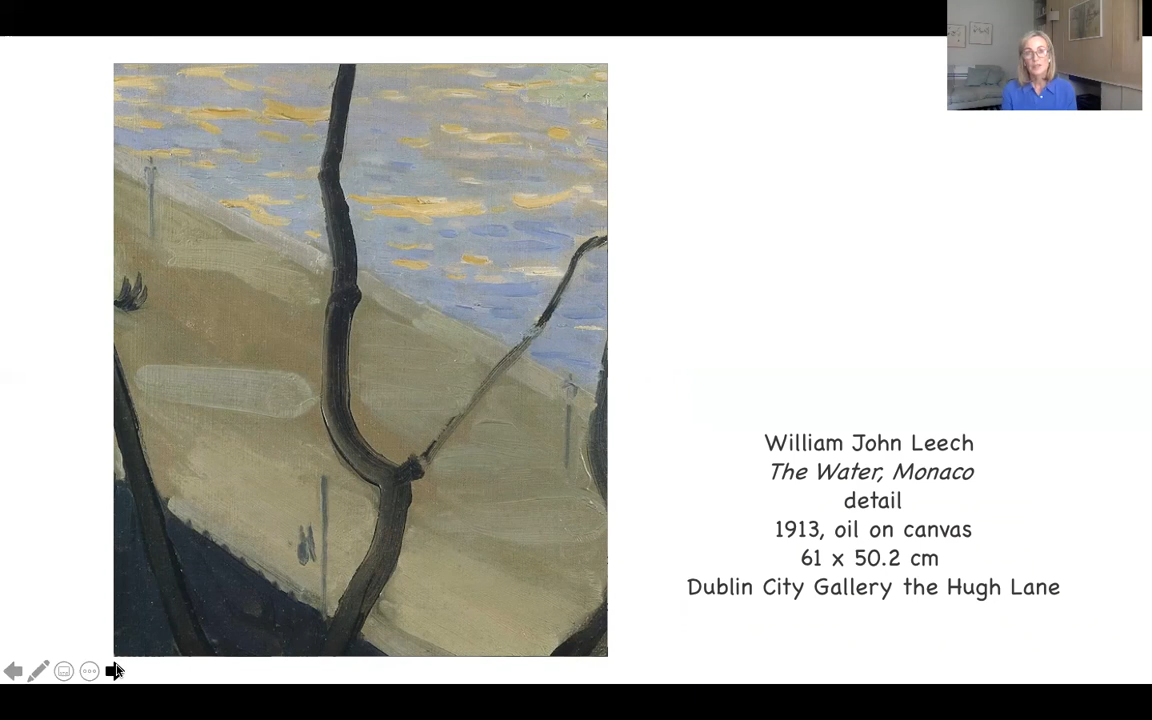 William John Leech
The Water, Monaco
detail
1913, oil on canvas
61 x 50.2 cm
Dublin City Gallery the Hugh Lane